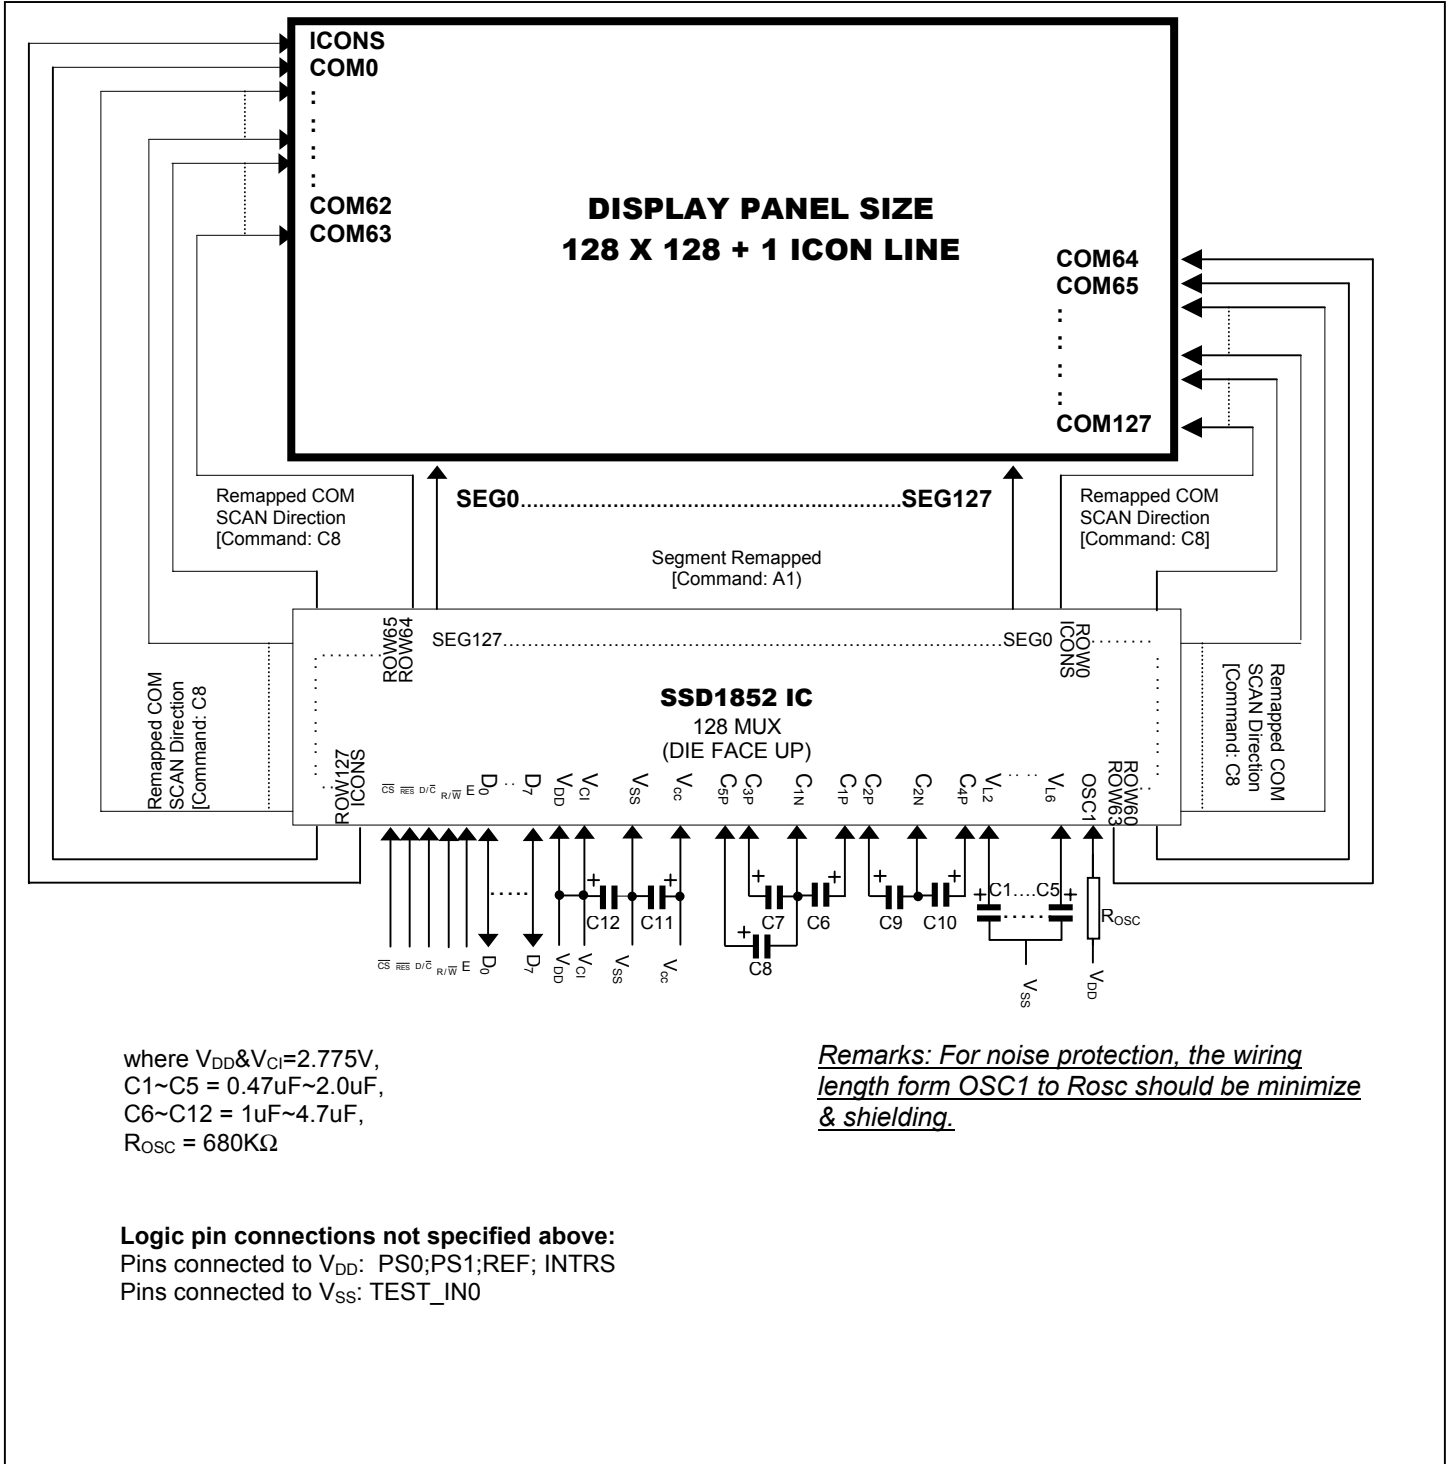 ICONS
COM0
:
:
:
:
COM62
COM63
DISPLAY PANEL SIZE
128 X 128 + 1 ICON LINE
COM64
COM65
:
:
:
:
COM127
SEG0..............................................................SEG127
Remapped COM
SCAN Direction
[Command: C8
Segment Remapped
[Command: A1)
Remapped COM
SCAN Direction
[Command: C8]
ROW65
ROW64
SEG127..................................................................................SEG0
ICONS
ROW0
Remapped COM
SCAN Direction
[Command: C8
SSD1852 IC
128 MUX
(DIE FACE UP)
Remapped COM
SCAN Direction
[Command: C8
ROW127
ICONS
CS RES D/C R/W E D0 .. D7 VDD VCI VSS Vcc C5P C3P C1N C1P C2P C2N C4P VL2 .... VL6 OSC1
ROW63
ROW60
+ C12 + C11 + C7 + C6 + C8 + C9 + C10 + C1....C5 + ROSC
CS RES D/C R/W E D0 D7 VDD VCI VSS Vcc VSS VDD
where VDD&VCI=2.775V,
C1~C5 = 0.47uF~2.0uF,
C6~C12 = 1uF~4.7uF,
ROSC = 680KΩ
Remarks: For noise protection, the wiring
length form OSC1 to Rosc should be minimize
& shielding.
Logic pin connections not specified above:
Pins connected to VDD: PS0;PS1;REF; INTRS
Pins connected to VSS: TEST_IN0